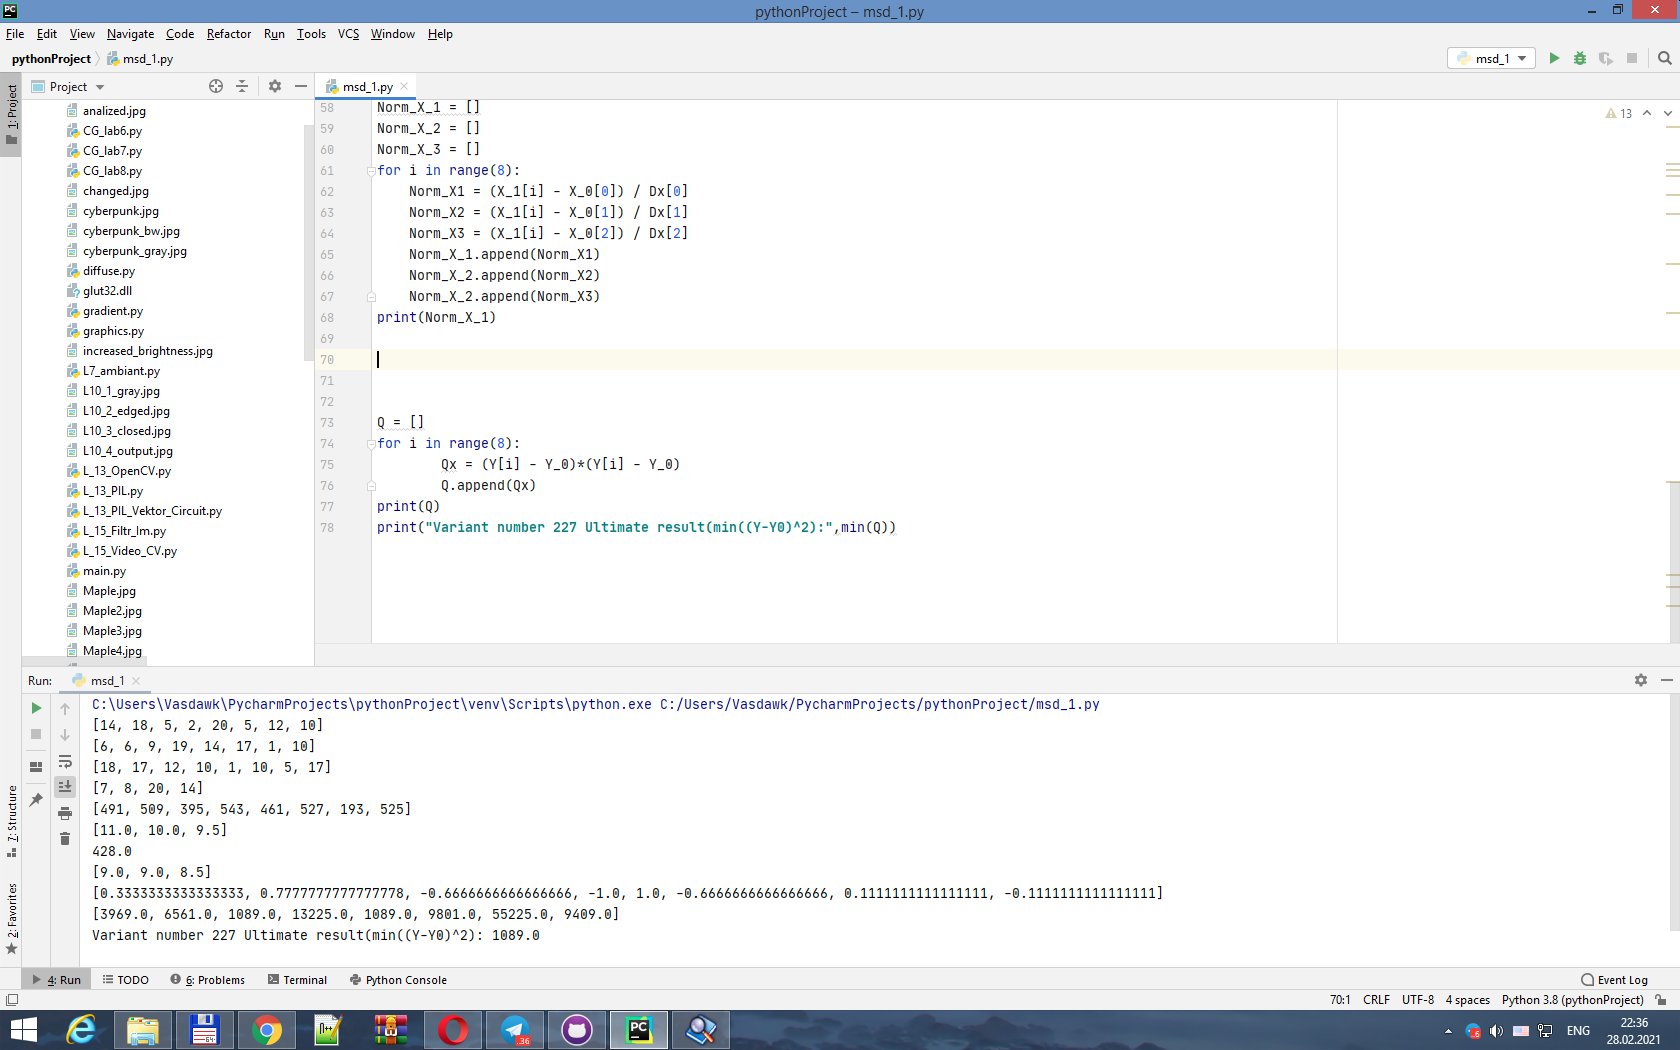 pythonProject – msd_1.py
File Edit View Navigate Code Refactor Run Tools VCS Window Help
pythonProject msd_1.py
msd_1
1: Project
Project
analized.jpg
CG_lab6.py
CG_lab7.py
CG_lab8.py
changed.jpg
cyberpunk.jpg
cyberpunk_bw.jpg
cyberpunk_gray.jpg
diffuse.py
glut32.dll
gradient.py
graphics.py
increased_brightness.jpg
L7_ambiant.py
L10_1_gray.jpg
L10_2_edged.jpg
L10_3_closed.jpg
L10_4_output.jpg
L_13_OpenCV.py
L_13_PIL.py
L_13_PIL_Vektor_Circuit.py
L_15_Filtr_Im.py
L_15_Video_CV.py
main.py
Maple.jpg
Maple2.jpg
Maple3.jpg
Maple4.jpg
msd_1.py
13
58 Norm_X_1 = []
59 Norm_X_2 = []
60 Norm_X_3 = []
61 for i in range(8):
62 Norm_X1 = (X_1[i] - X_0[0]) / Dx[0]
63 Norm_X2 = (X_1[i] - X_0[1]) / Dx[1]
64 Norm_X3 = (X_1[i] - X_0[2]) / Dx[2]
65 Norm_X_1.append(Norm_X1)
66 Norm_X_2.append(Norm_X2)
67 Norm_X_2.append(Norm_X3)
68 print(Norm_X_1)
69
70
71
72
73 Q = []
74 for i in range(8):
75 Qx = (Y[i] - Y_0)*(Y[i] - Y_0)
76 Q.append(Qx)
77 print(Q)
78 print("Variant number 227 Ultimate result(min((Y-Y0)^2):",min(Q))
Run: msd_1
C:\Users\Vasdawk\PycharmProjects\pythonProject\venv\Scripts\python.exe C:/Users/Vasdawk/PycharmProjects/pythonProject/msd_1.py
[14, 18, 5, 2, 20, 5, 12, 10]
[6, 6, 9, 19, 14, 17, 1, 10]
[18, 17, 12, 10, 1, 10, 5, 17]
[7, 8, 20, 14]
[491, 509, 395, 543, 461, 527, 193, 525]
[11.0, 10.0, 9.5]
428.0
[9.0, 9.0, 8.5]
[0.3333333333333333, 0.7777777777777778, -0.6666666666666666, -1.0, 1.0, -0.6666666666666666, 0.1111111111111111, -0.1111111111111111]
[3969.0, 6561.0, 1089.0, 13225.0, 1089.0, 9801.0, 55225.0, 9409.0]
Variant number 227 Ultimate result(min((Y-Y0)^2): 1089.0
7: Structure
2: Favorites
4: Run TODO 6: Problems Terminal Python Console Event Log
70:1 CRLF UTF-8 4 spaces Python 3.8 (pythonProject)
ENG
22:36
28.02.2021